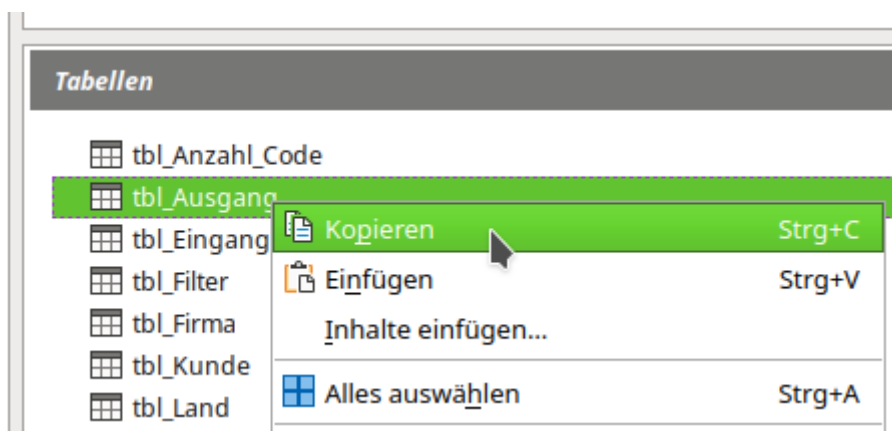 Tabellen
tbl_Anzahl_Code
tbl_Ausgang
Kopieren Strg+C
tbl_Eingang
Einfügen Strg+V
tbl_Filter
tbl_Firma
Inhalte einfügen...
tbl_Kunde
Alles auswählen Strg+A
tbl_Land